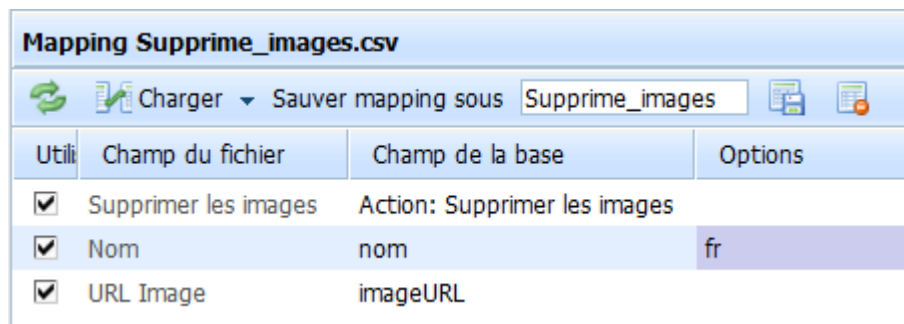 Mapping Supprime_images.csv
Charger Sauver mapping sous Supprime_images
Utili Champ du fichier Champ de la base Options
Supprimer les images Action: Supprimer les images
Nom nom fr
URL Image imageURL